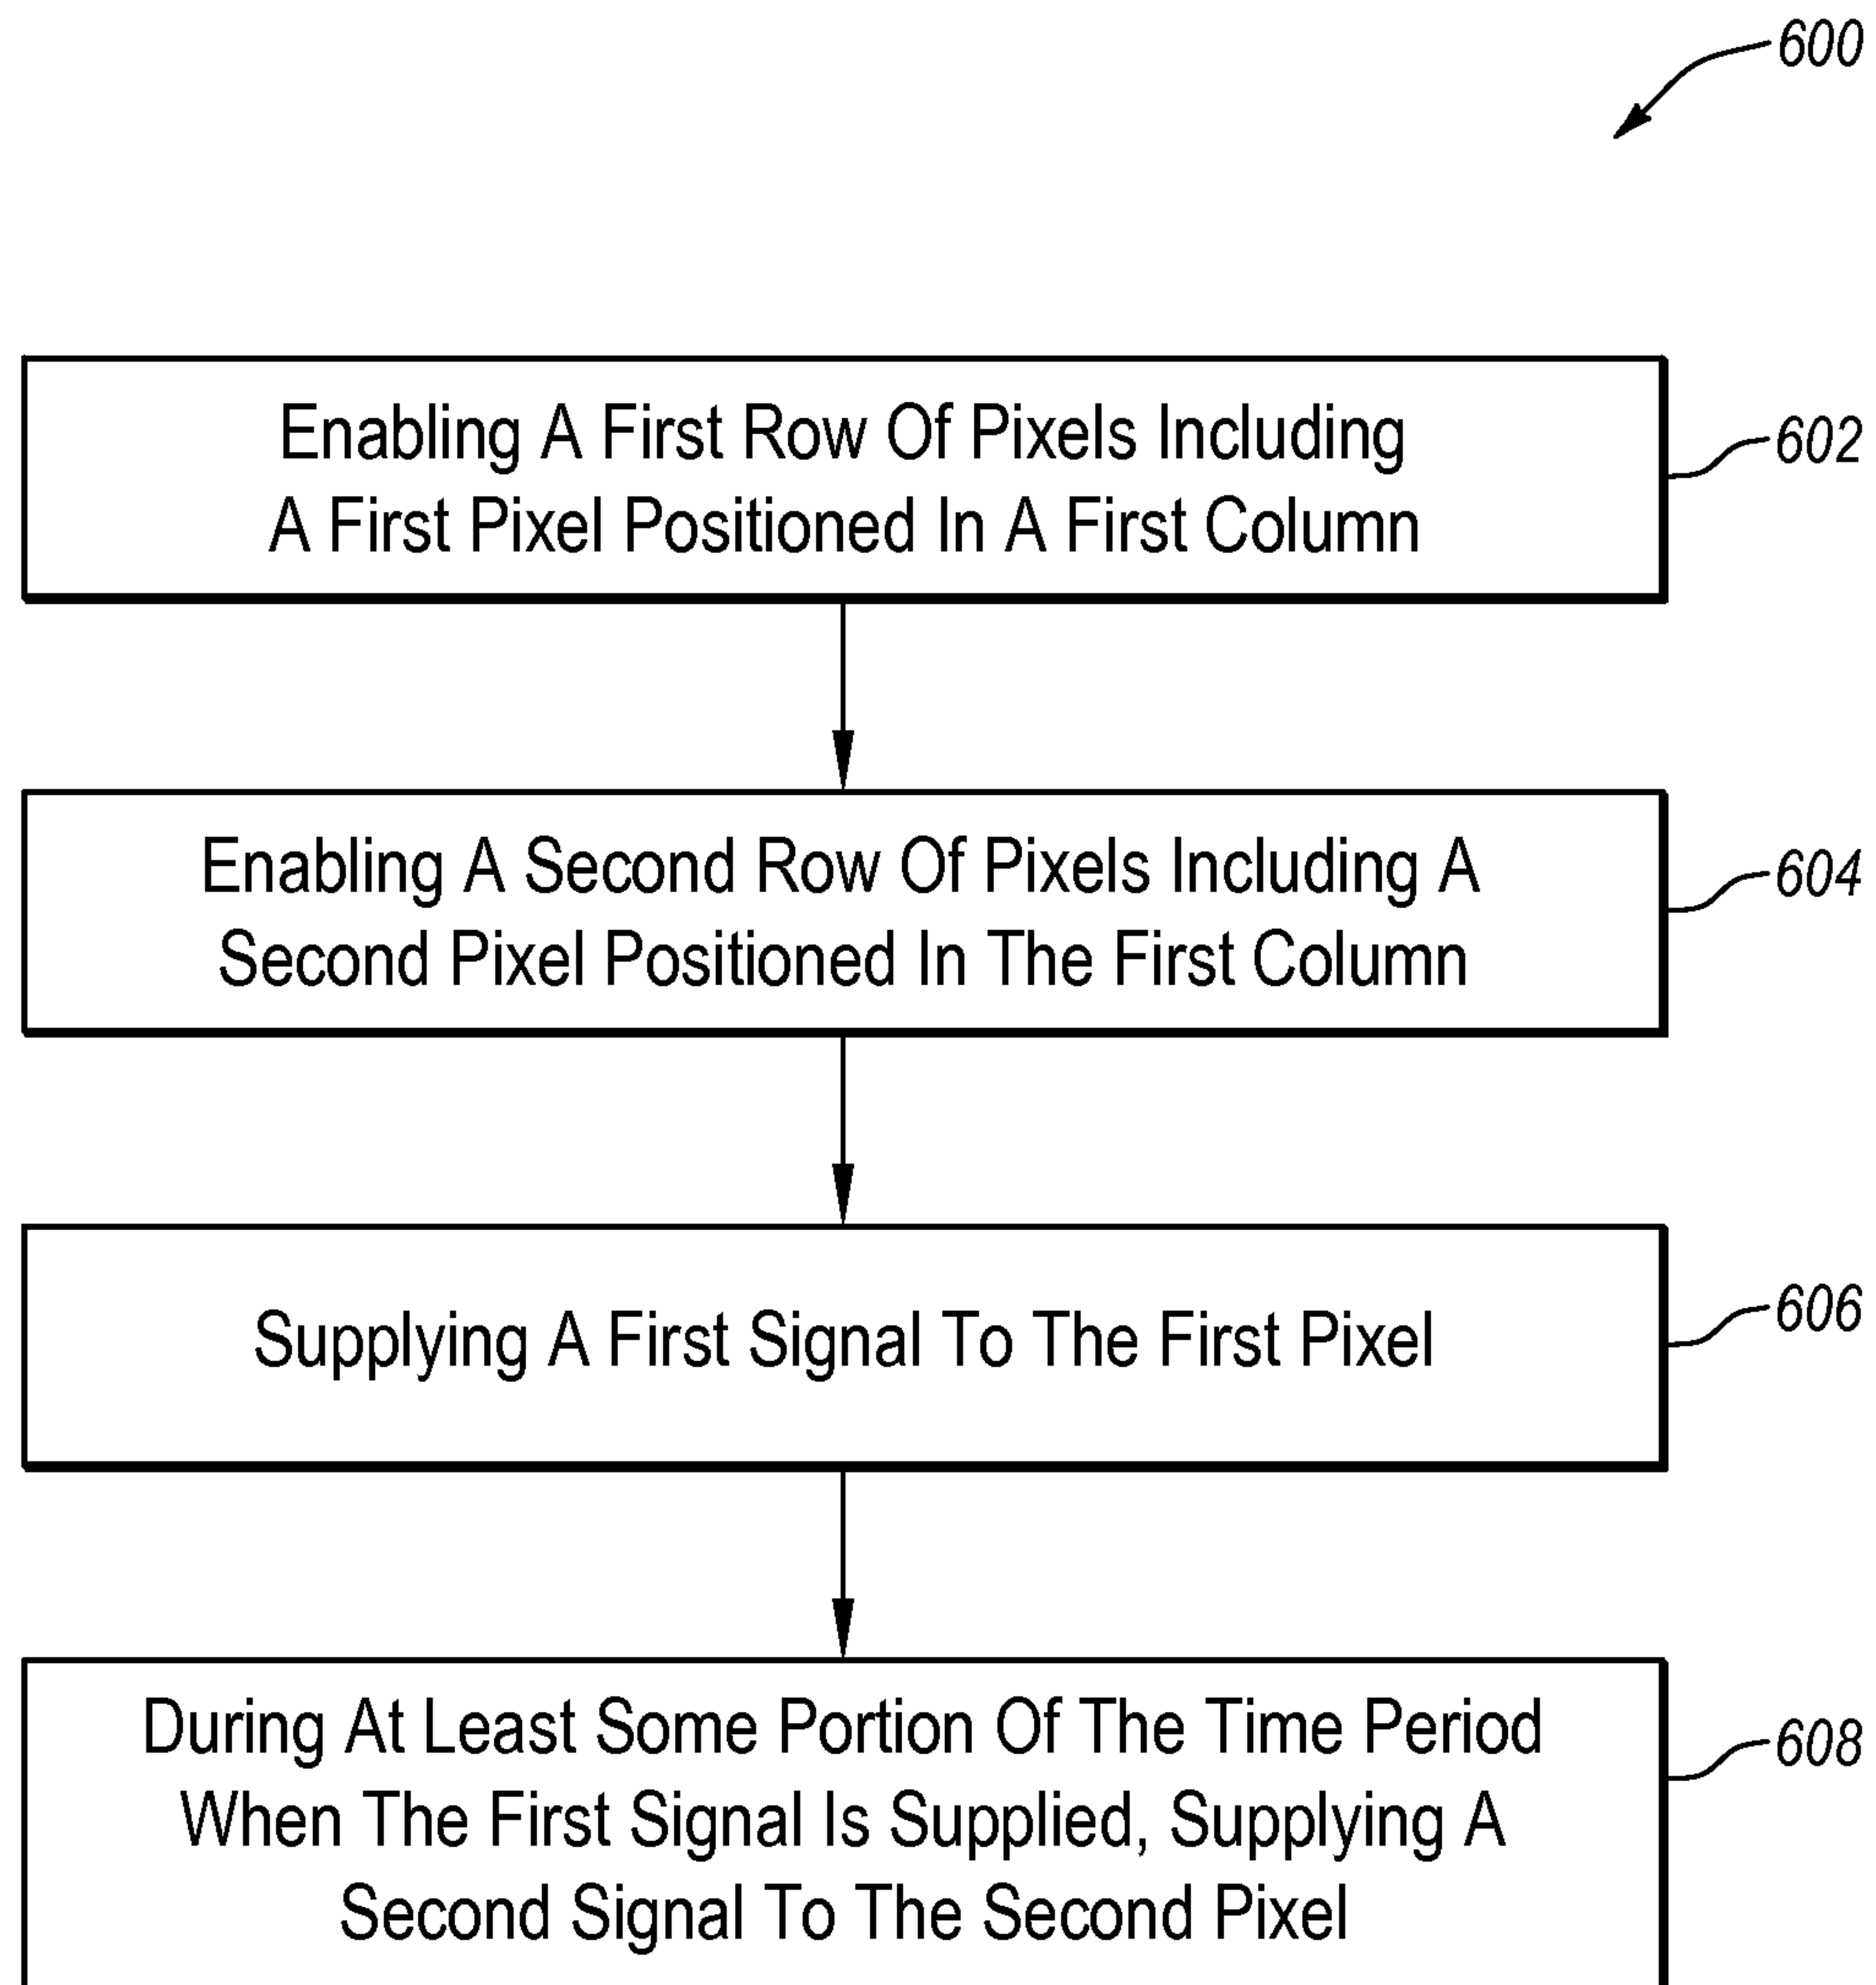 600
Enabling A First Row Of Pixels Including
A First Pixel Positioned In A First Column
602
Enabling A Second Row Of Pixels Including A
Second Pixel Positioned In The First Column
604
Supplying A First Signal To The First Pixel
606
During At Least Some Portion Of The Time Period
When The First Signal Is Supplied, Supplying A
Second Signal To The Second Pixel
608